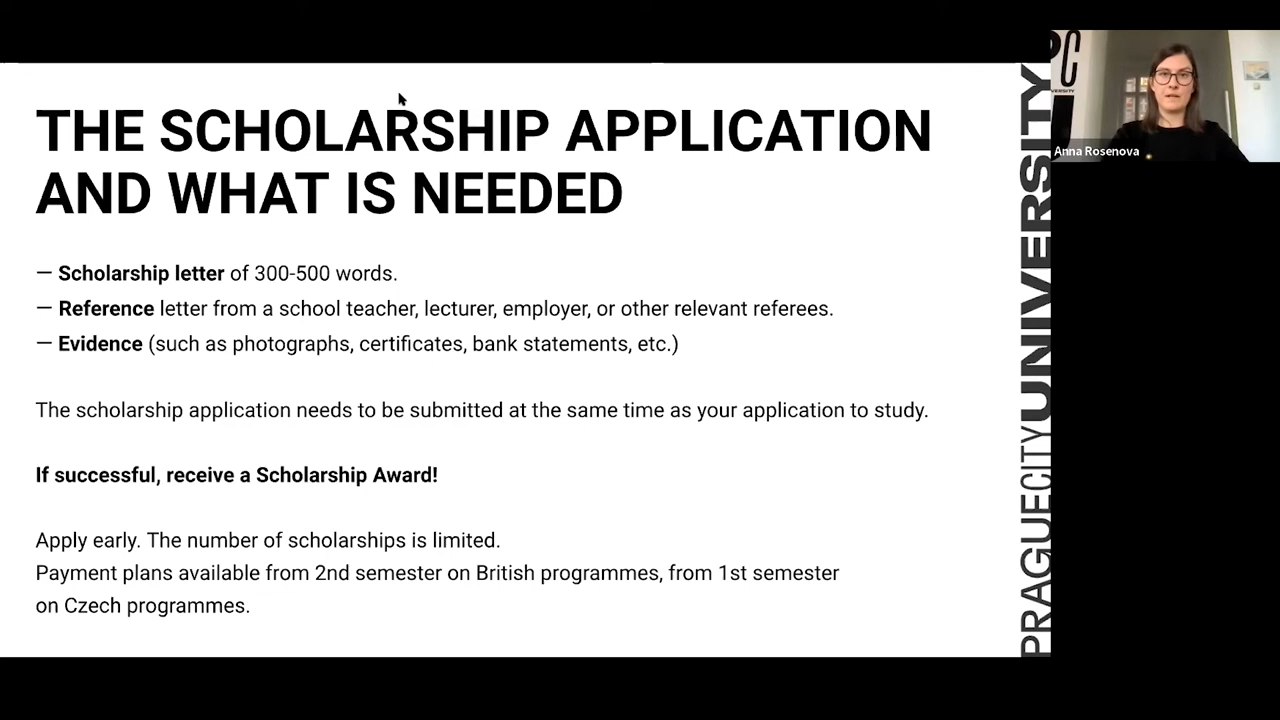 THE SCHOLARSHIP APPLICATION
AND WHAT IS NEEDED
— Scholarship letter of 300-500 words.
— Reference letter from a school teacher, lecturer, employer, or other relevant referees.
— Evidence (such as photographs, certificates, bank statements, etc.)
The scholarship application needs to be submitted at the same time as your application to study.
If successful, receive a Scholarship Award!
Apply early. The number of scholarships is limited.
Payment plans available from 2nd semester on British programmes, from 1st semester
on Czech programmes.
PRAGUECITYUNIVERSITY
Anna Rosenova